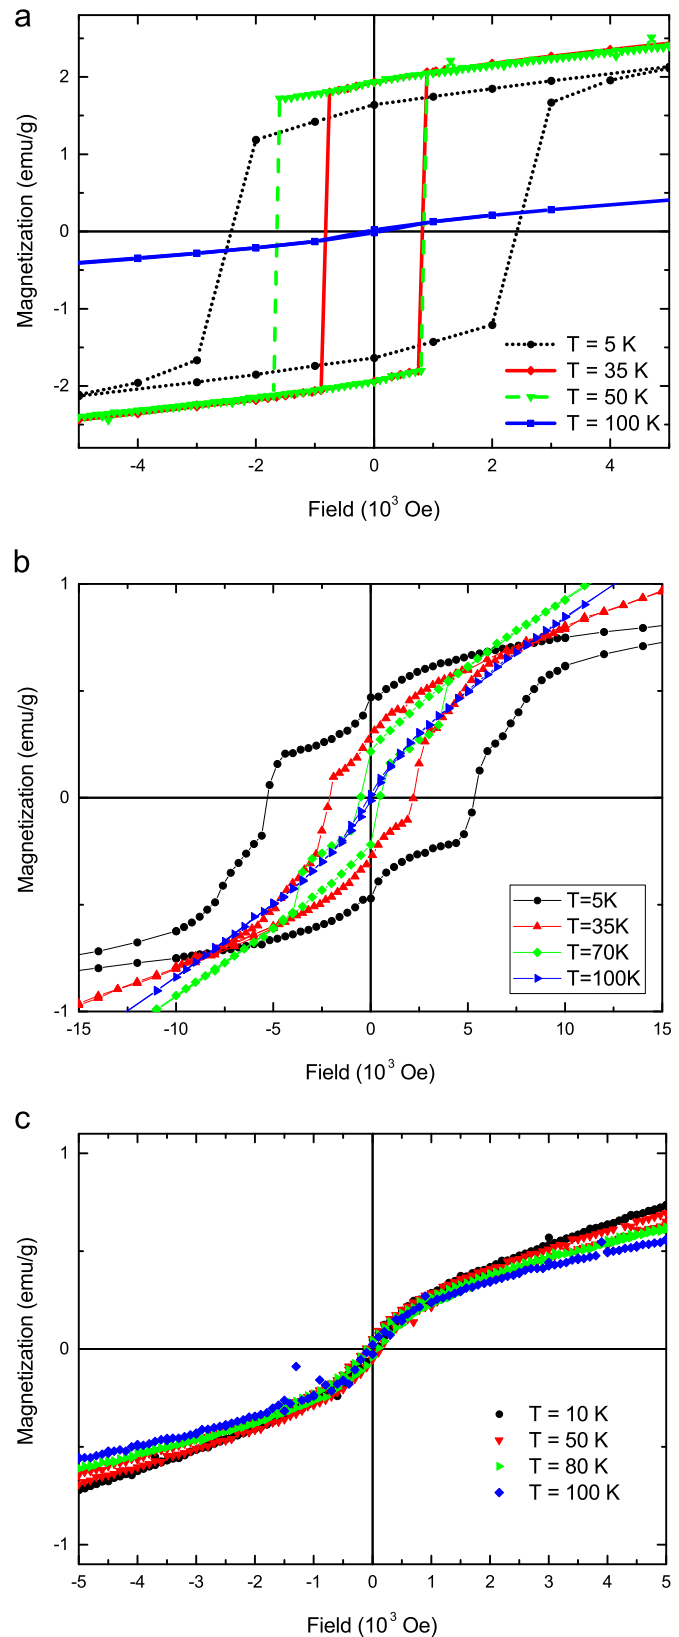 a
2
1
0
-1
-2
Magnetization (emu/g)
-4
-2
0
2
4
Field (10³ Oe)
T = 5 K
T = 35 K
T = 50 K
T = 100 K
b
1
0
-1
Magnetization (emu/g)
-15
-10
-5
0
5
10
15
Field (10³ Oe)
T=5K
T=35K
T=70K
T=100K
c
1
0
-1
Magnetization (emu/g)
-5
-4
-3
-2
-1
0
1
2
3
4
5
Field (10³ Oe)
T = 10 K
T = 50 K
T = 80 K
T = 100 K